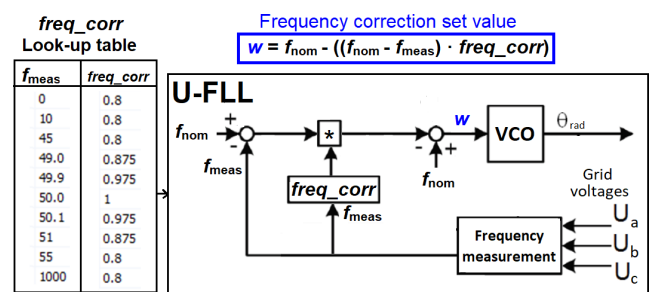 freq_corr
Look-up table
f meas freq_corr
0 0.8
10 0.8
45 0.8
49.0 0.875
49.9 0.975
50.0 1
50.1 0.975
51 0.875
55 0.8
1000 0.8
Frequency correction set value
w = fnom - ((fnom - fmeas) · freq_corr)
U-FLL
fnom
+
-
fmeas
*
freq_corr
fmeas
-
+
fnom
w
VCO
θrad
Grid
voltages
Ua
Ub
Uc
Frequency
measurement